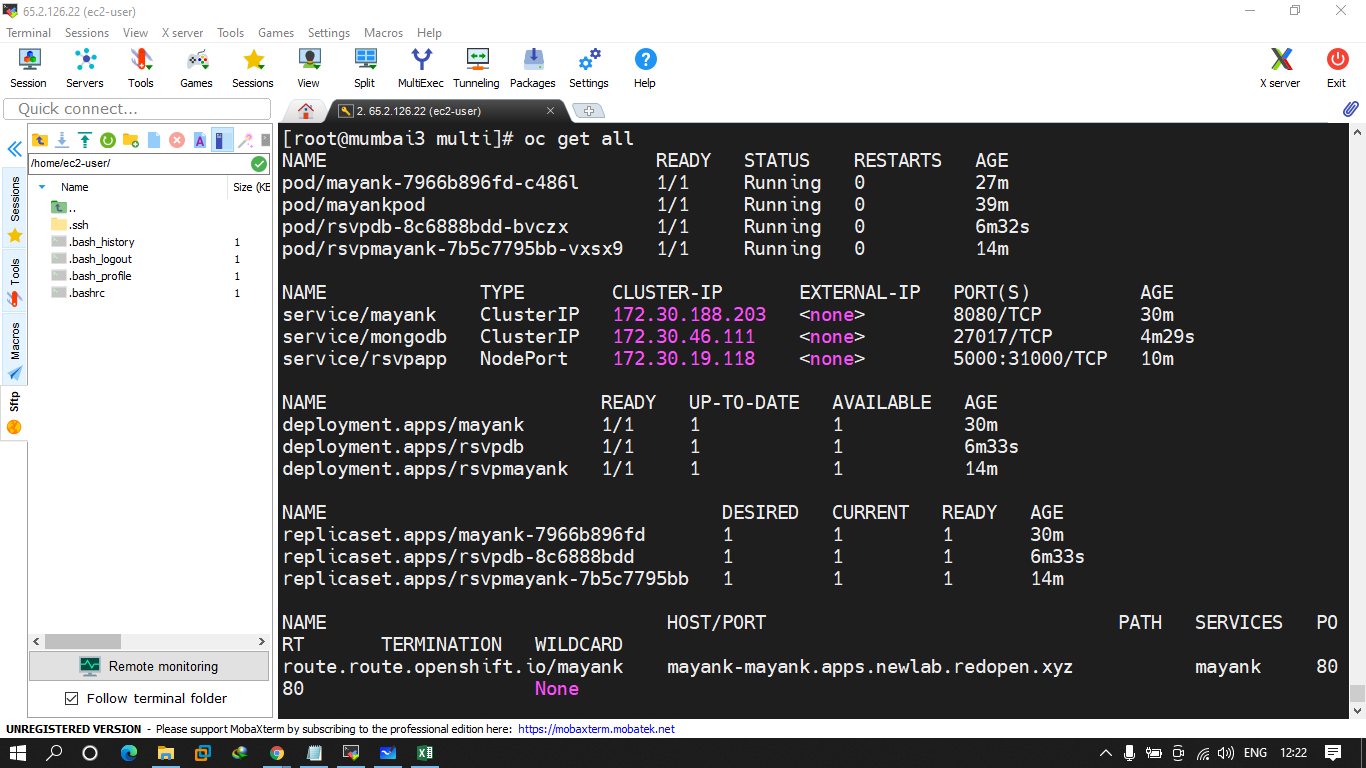 65.2.126.22 (ec2-user)
Terminal Sessions View X server Tools Games Settings Macros Help
Session Servers Tools Games Sessions View Split MultiExec Tunneling Packages Settings Help X server Exit
Quick connect...
2. 65.2.126.22 (ec2-user)
/home/ec2-user/
Name Size (KB
..
.ssh
.bash_history 1
.bash_logout 1
.bash_profile 1
.bashrc 1
Sessions
Tools
Macros
Sftp
Remote monitoring
Follow terminal folder
[root@mumbai3 multi]# oc get all
NAME READY STATUS RESTARTS AGE
pod/mayank-7966b896fd-c486l 1/1 Running 0 27m
pod/mayankpod 1/1 Running 0 39m
pod/rsvpdb-8c6888bdd-bvczx 1/1 Running 0 6m32s
pod/rsvpmayank-7b5c7795bb-vxsx9 1/1 Running 0 14m
NAME TYPE CLUSTER-IP EXTERNAL-IP PORT(S) AGE
service/mayank ClusterIP 172.30.188.203 <none> 8080/TCP 30m
service/mongodb ClusterIP 172.30.46.111 <none> 27017/TCP 4m29s
service/rsvpapp NodePort 172.30.19.118 <none> 5000:31000/TCP 10m
NAME READY UP-TO-DATE AVAILABLE AGE
deployment.apps/mayank 1/1 1 1 30m
deployment.apps/rsvpdb 1/1 1 1 6m33s
deployment.apps/rsvpmayank 1/1 1 1 14m
NAME DESIRED CURRENT READY AGE
replicaset.apps/mayank-7966b896fd 1 1 1 30m
replicaset.apps/rsvpdb-8c6888bdd 1 1 1 6m33s
replicaset.apps/rsvpmayank-7b5c7795bb 1 1 1 14m
NAME HOST/PORT PATH SERVICES PO
RT TERMINATION WILDCARD
route.route.openshift.io/mayank mayank-mayank.apps.newlab.redopen.xyz mayank 80
80 None
UNREGISTERED VERSION - Please support MobaXterm by subscribing to the professional edition here: https://mobaxterm.mobatek.net
ENG 12:22